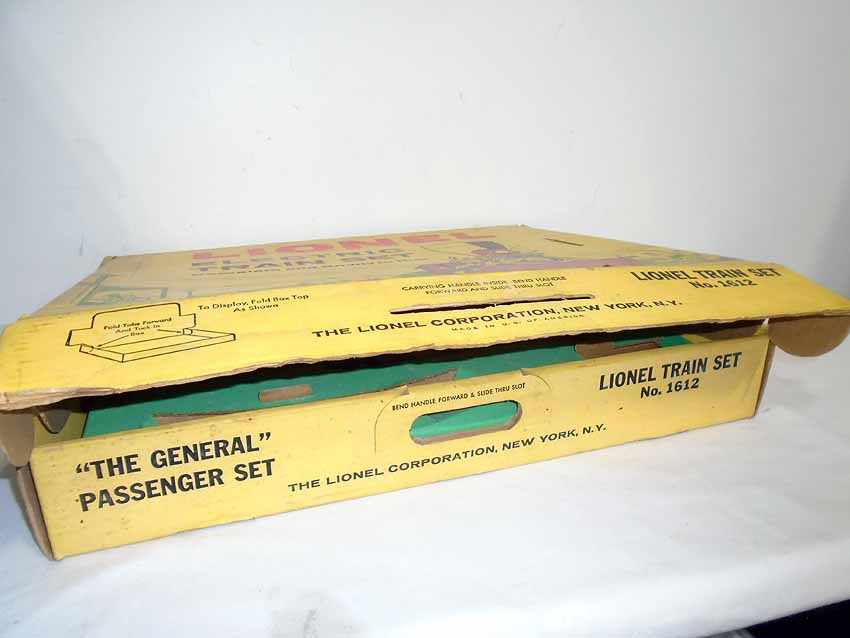 LIONEL
ELECTRIC
TRAIN SET
To Display, Fold Box Top
As Shown
Fold Tabs Forward
And Tuck In
Box
CARRYING HANDLE INSIDE BEND HANDLE
FORWARD AND SLIDE THRU SLOT
THE LIONEL CORPORATION, NEW YORK, N.Y.
MADE IN U.S. OF AMERICA
LIONEL TRAIN SET
No. 1612
BEND HANDLE FORWARD & SLIDE THRU SLOT
LIONEL TRAIN SET
No. 1612
"THE GENERAL"
PASSENGER SET
THE LIONEL CORPORATION, NEW YORK, N.Y.